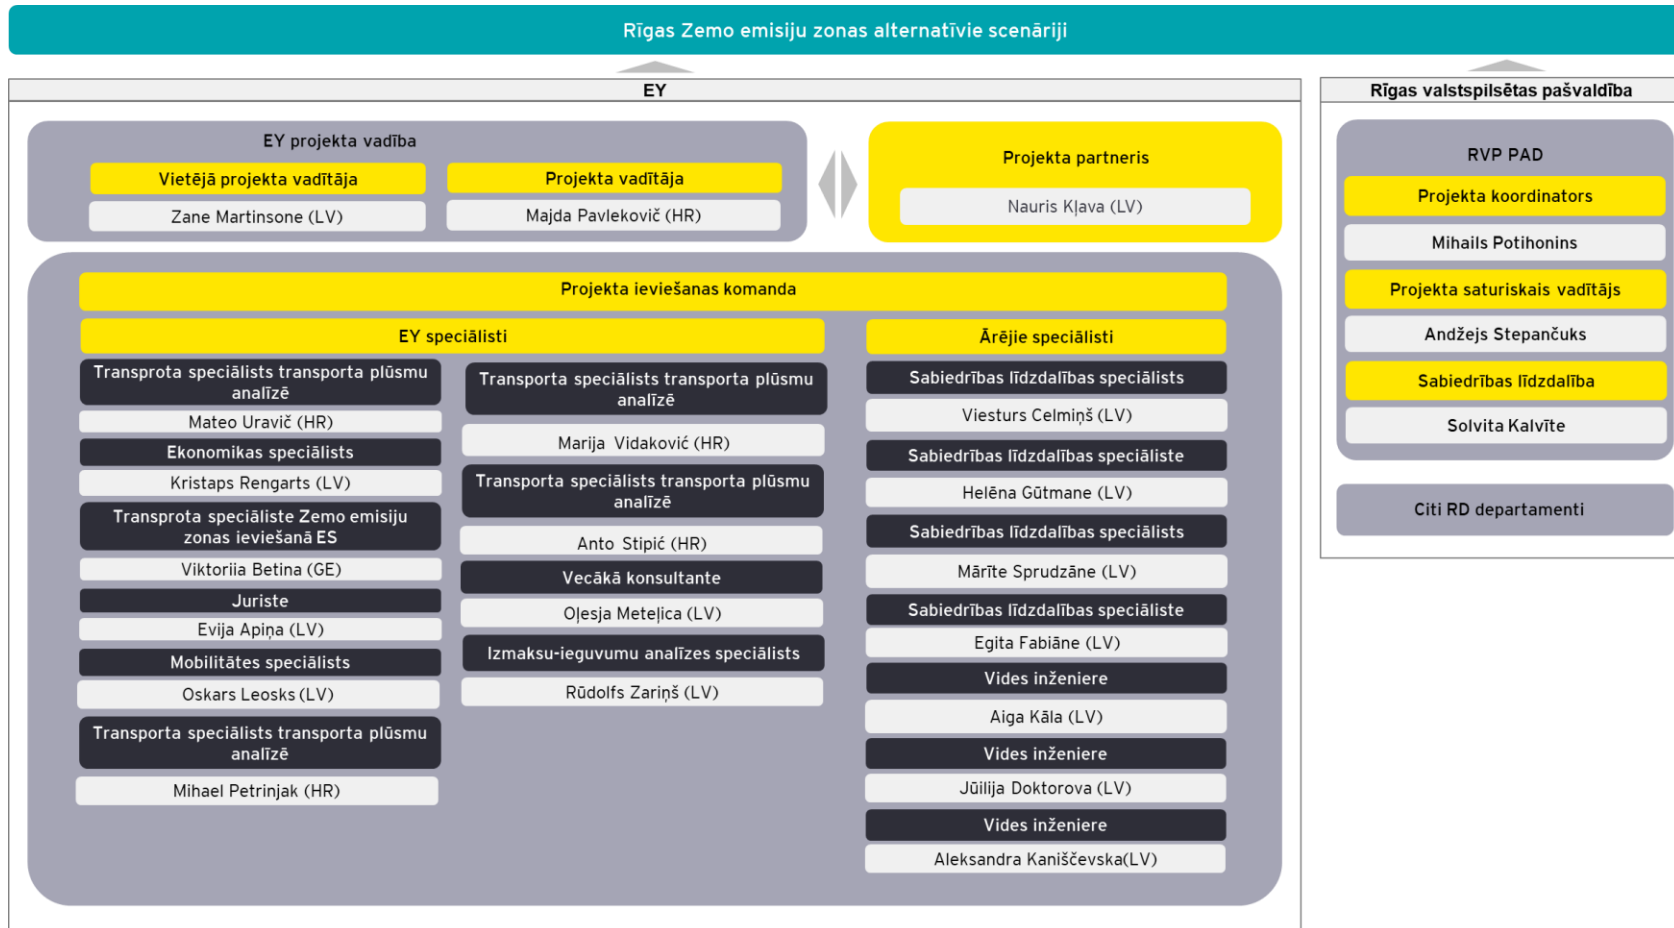 Rīgas Zemo emisiju zonas alternatīvie scenāriji
EY
EY projekta vadība
Vietējā projekta vadītāja
Zane Martinsone (LV)
Projekta vadītāja
Majda Pavlekovič (HR)
Projekta partneris
Nauris Kļava (LV)
Projekta ieviešanas komanda
EY speciālisti
Transprota speciālists transporta plūsmu
analīzē
Mateo Uravič (HR)
Ekonomikas speciālists
Kristaps Rengarts (LV)
Transprota speciāliste Zemo emisiju
zonas ieviešanā ES
Viktoriia Betina (GE)
Juriste
Evija Apiņa (LV)
Mobilitātes speciālists
Oskars Leosks (LV)
Transporta speciālists transporta plūsmu
analīzē
Mihael Petrinjak (HR)
Transporta speciālists transporta plūsmu
analīzē
Marija Vidaković (HR)
Transporta speciālists transporta plūsmu
analīzē
Anto Stipić (HR)
Vecākā konsultante
Oļesja Meteļica (LV)
Izmaksu-ieguvumu analīzes speciālists
Rūdolfs Zariņš (LV)
Ārējie speciālisti
Sabiedrības līdzdalības speciālists
Viesturs Celmiņš (LV)
Sabiedrības līdzdalības speciāliste
Helēna Gūtmane (LV)
Sabiedrības līdzdalības speciālists
Mārīte Sprudzāne (LV)
Sabiedrības līdzdalības speciāliste
Egita Fabiāne (LV)
Vides inženiere
Aiga Kāla (LV)
Vides inženiere
Jūilija Doktorova (LV)
Vides inženiere
Aleksandra Kaniščevska(LV)
Rīgas valstspilsētas pašvaldība
RVP PAD
Projekta koordinators
Mihails Potihonins
Projekta saturiskais vadītājs
Andžejs Stepančuks
Sabiedrības līdzdalība
Solvita Kalvīte
Citi RD departamenti